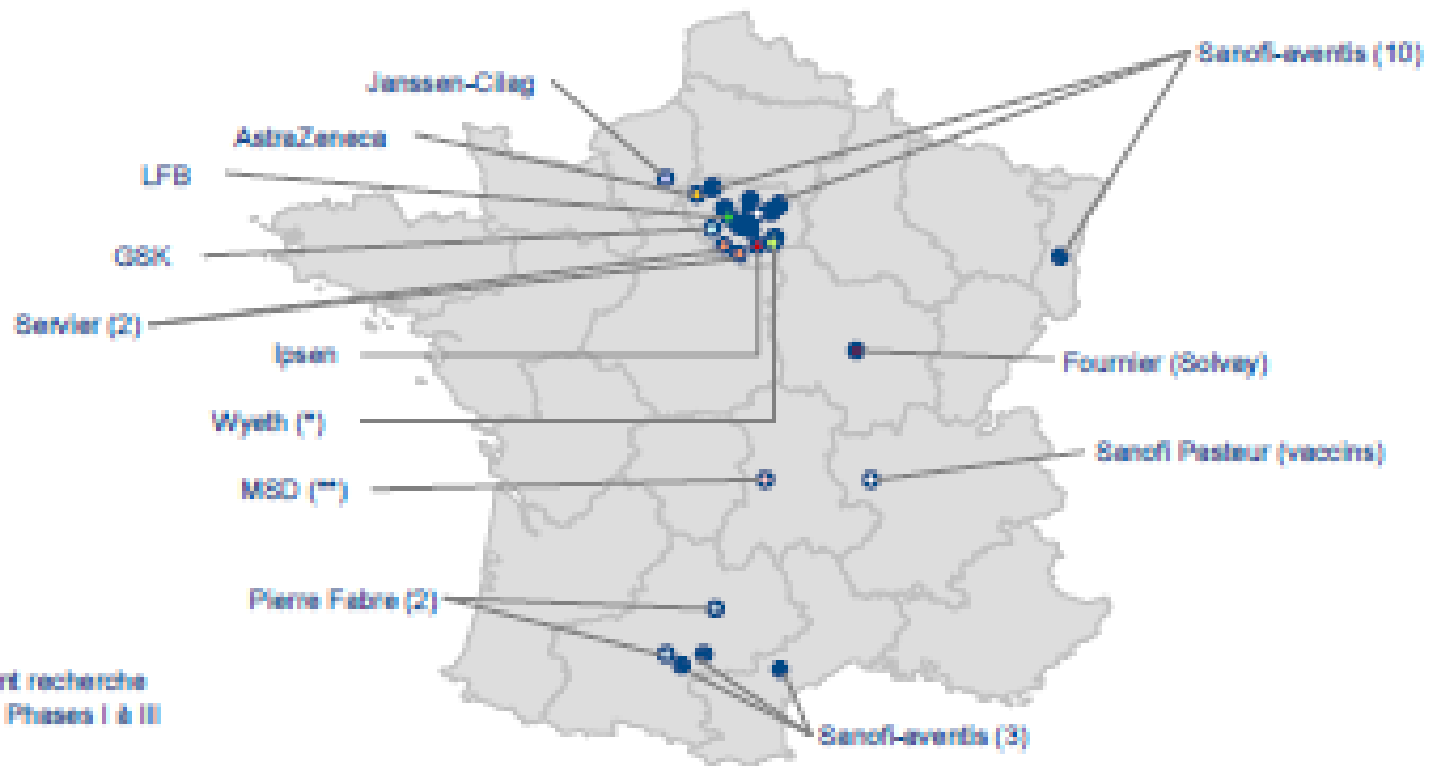 Sanofi-aventis (10)
Janssen-Cilag
AstraZeneca
LFB
GSK
Servier (2)
Ipsen
Fournier (Solvay)
Wyeth (*)
Sanofi Pasteur (vaccins)
MSD (**)
Pierre Fabre (2)
nt recherche
Phases I à III
Sanofi-aventis (3)